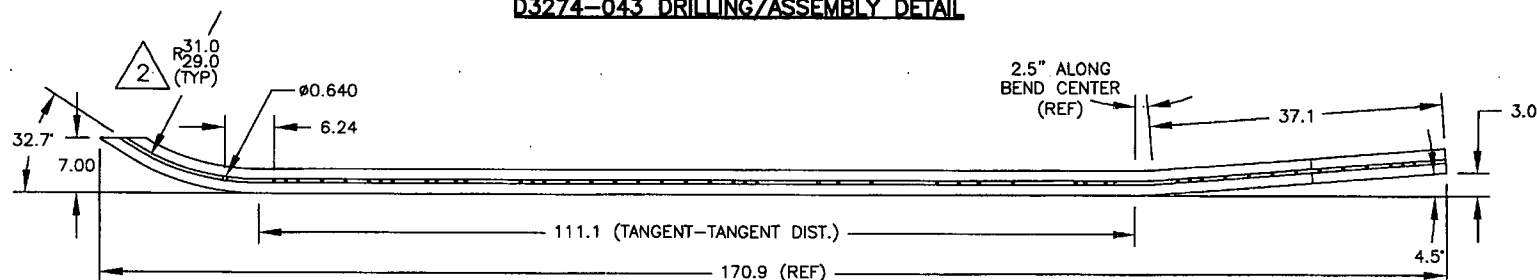 D3274-043 DRILLING/ASSEMBLY DETAIL
2
R31.0
29.0
(TYP)
ø0.640
6.24
32.7°
7.00
2.5" ALONG
BEND CENTER
(REF)
37.1
3.0
111.1 (TANGENT-TANGENT DIST.)
4.5°
170.9 (REF)